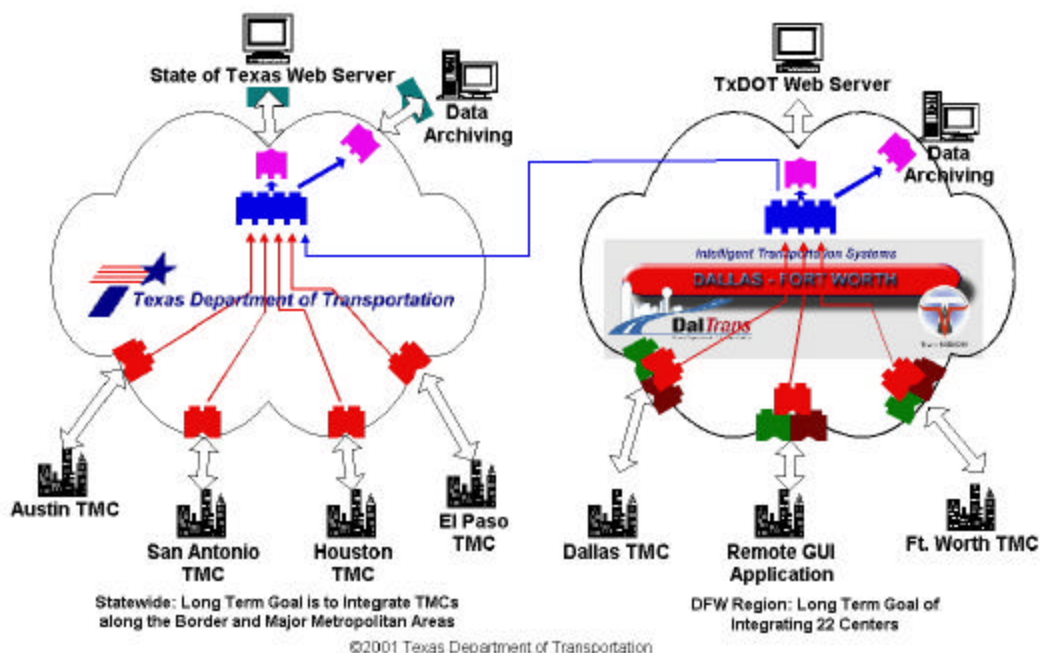 State of Texas Web Server
Data
Archiving
Texas Department of Transportation
Austin TMC
San Antonio
TMC
Houston
TMC
El Paso
TMC
Statewide: Long Term Goal is to Integrate TMCs
along the Border and Major Metropolitan Areas
TxDOT Web Server
Data
Archiving
Intelligent Transportation Systems
DALLAS - FORT WORTH
DalTrans
Dallas TMC
Remote GUI
Application
Ft. Worth TMC
DFW Region: Long Term Goal of
Integrating 22 Centers
©2001 Texas Department of Transportation